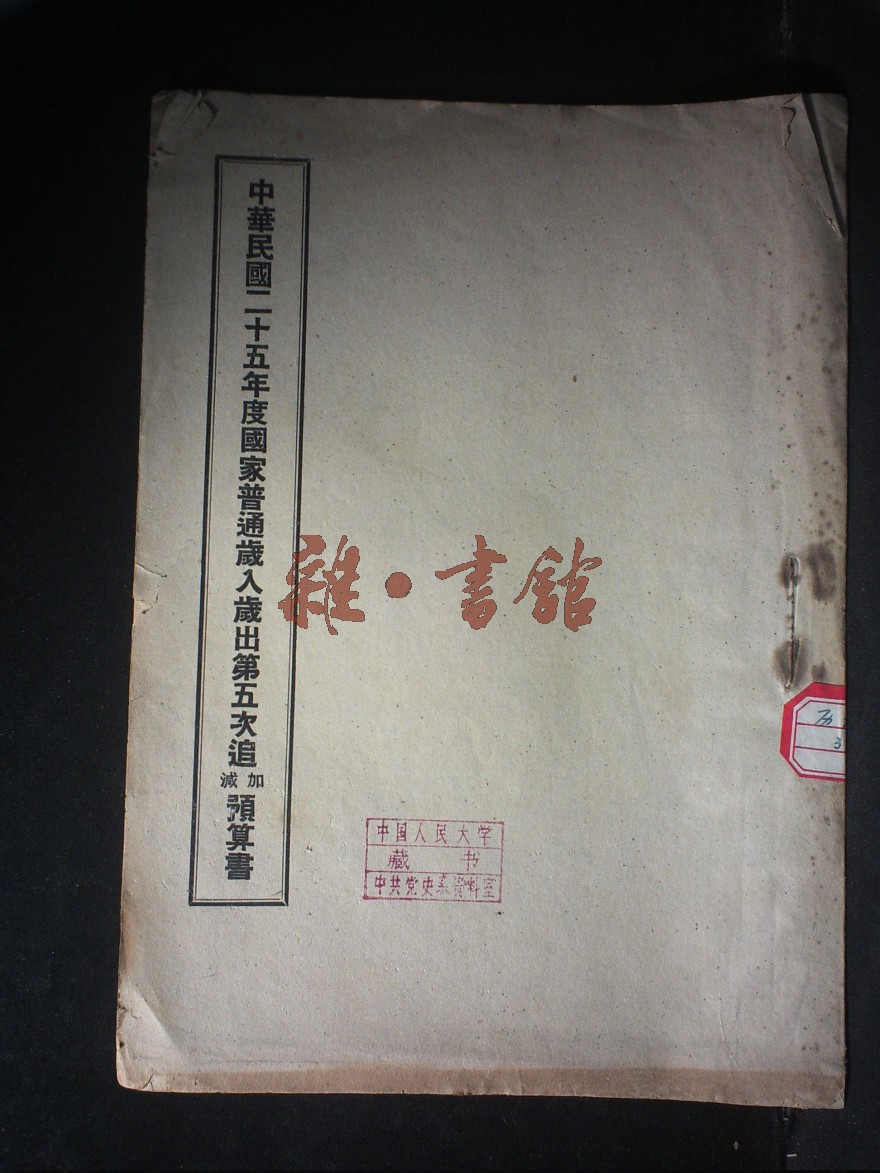 中華民國二十五年度國家普通歲入歲出第五次追加減預算書
雜·書館
中国人民大学
藏书
中共党史系资料室
3